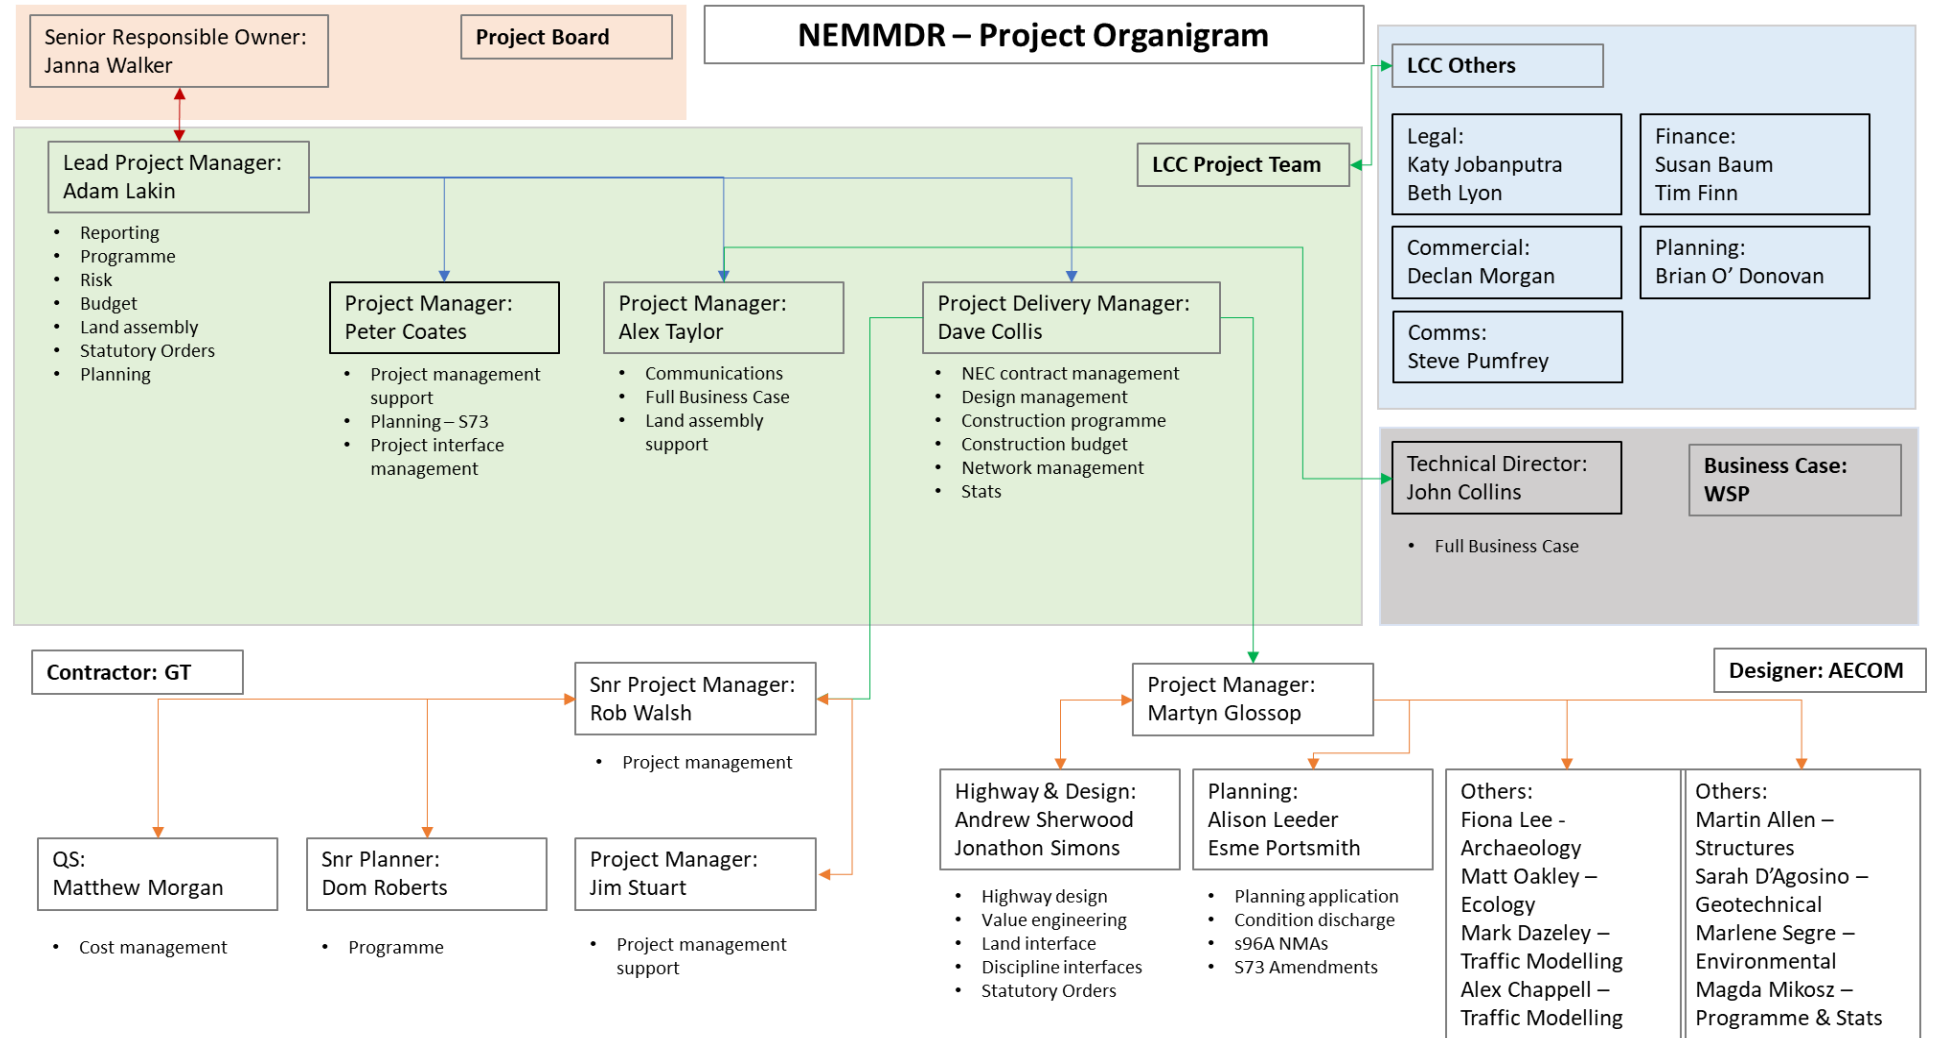 NEMMDR – Project Organigram
Senior Responsible Owner:
Janna Walker
Project Board
Lead Project Manager:
Adam Lakin
• Reporting
• Programme
• Risk
• Budget
• Land assembly
• Statutory Orders
• Planning
LCC Project Team
Project Manager:
Peter Coates
• Project management
support
• Planning – S73
• Project interface
management
Project Manager:
Alex Taylor
• Communications
• Full Business Case
• Land assembly
support
Project Delivery Manager:
Dave Collis
• NEC contract management
• Design management
• Construction programme
• Construction budget
• Network management
• Stats
LCC Others
Legal:
Katy Jobanputra
Beth Lyon
Finance:
Susan Baum
Tim Finn
Commercial:
Declan Morgan
Planning:
Brian O’ Donovan
Comms:
Steve Pumfrey
Technical Director:
John Collins
• Full Business Case
Business Case:
WSP
Contractor: GT
Snr Project Manager:
Rob Walsh
• Project management
QS:
Matthew Morgan
• Cost management
Snr Planner:
Dom Roberts
• Programme
Project Manager:
Jim Stuart
• Project management
support
Designer: AECOM
Project Manager:
Martyn Glossop
Highway & Design:
Andrew Sherwood
Jonathon Simons
• Highway design
• Value engineering
• Land interface
• Discipline interfaces
• Statutory Orders
Planning:
Alison Leeder
Esme Portsmith
• Planning application
• Condition discharge
• s96A NMAs
• S73 Amendments
Others:
Fiona Lee -
Archaeology
Matt Oakley –
Ecology
Mark Dazeley –
Traffic Modelling
Alex Chappell –
Traffic Modelling
Others:
Martin Allen –
Structures
Sarah D’Agosino –
Geotechnical
Marlene Segre –
Environmental
Magda Mikosz –
Programme & Stats